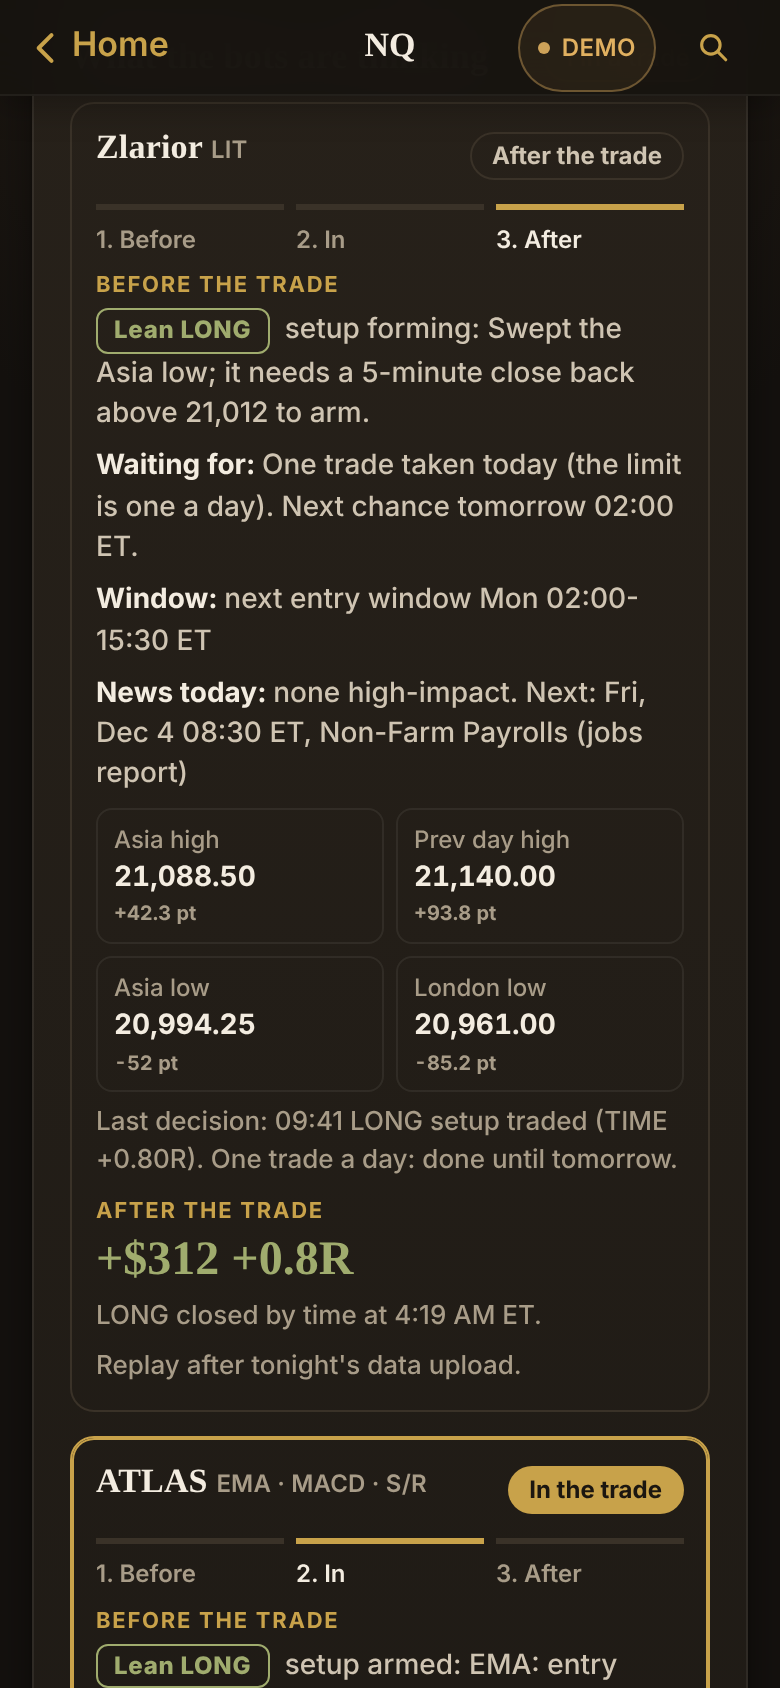 Home
NQ
DEMO
Zlarior LIT
After the trade
1. Before
2. In
3. After
BEFORE THE TRADE
Lean LONG setup forming: Swept the
Asia low; it needs a 5-minute close back
above 21,012 to arm.
Waiting for: One trade taken today (the limit
is one a day). Next chance tomorrow 02:00
ET.
Window: next entry window Mon 02:00-
15:30 ET
News today: none high-impact. Next: Fri,
Dec 4 08:30 ET, Non-Farm Payrolls (jobs
report)
Asia high
21,088.50
+42.3 pt
Prev day high
21,140.00
+93.8 pt
Asia low
20,994.25
-52 pt
London low
20,961.00
-85.2 pt
Last decision: 09:41 LONG setup traded (TIME
+0.80R). One trade a day: done until tomorrow.
AFTER THE TRADE
+$312 +0.8R
LONG closed by time at 4:19 AM ET.
Replay after tonight's data upload.
ATLAS EMA · MACD · S/R
In the trade
1. Before
2. In
3. After
BEFORE THE TRADE
Lean LONG setup armed: EMA: entry